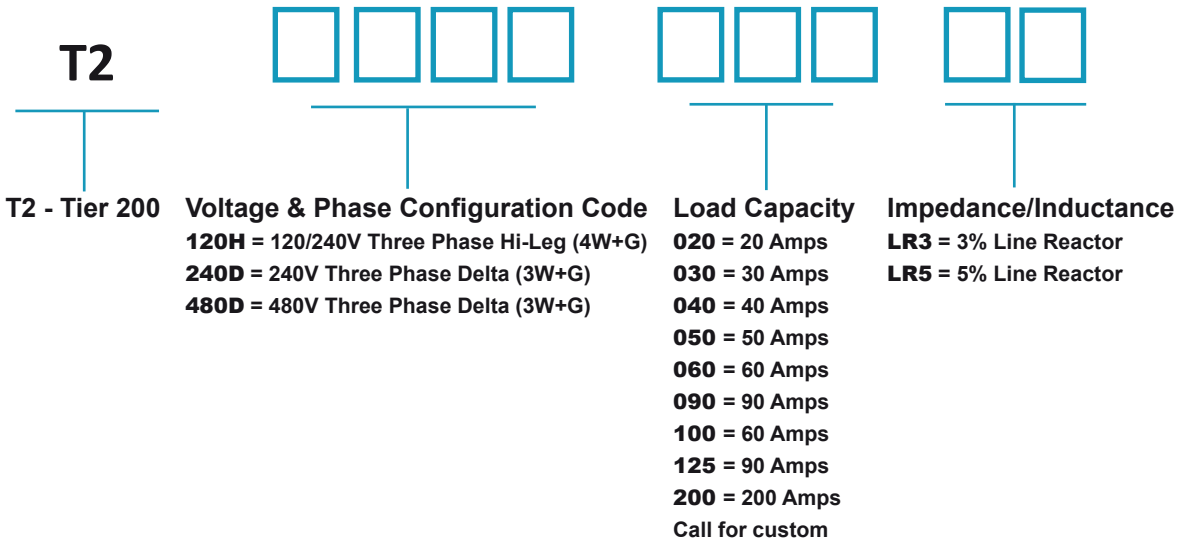 T2
T2 - Tier 200
Voltage & Phase Configuration Code
120H = 120/240V Three Phase Hi-Leg (4W+G)
240D = 240V Three Phase Delta (3W+G)
480D = 480V Three Phase Delta (3W+G)
Load Capacity
020 = 20 Amps
030 = 30 Amps
040 = 40 Amps
050 = 50 Amps
060 = 60 Amps
090 = 90 Amps
100 = 60 Amps
125 = 90 Amps
200 = 200 Amps
Call for custom
Impedance/Inductance
LR3 = 3% Line Reactor
LR5 = 5% Line Reactor